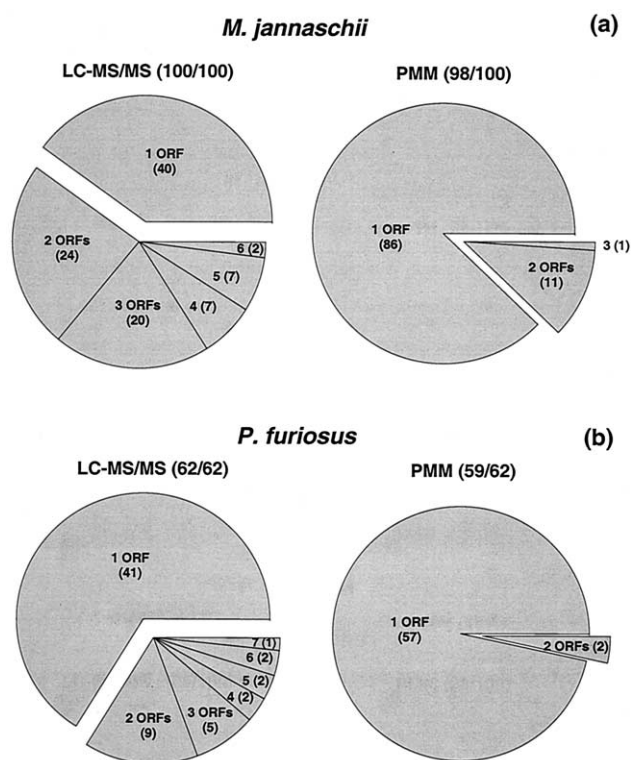 M. jannaschii
(a)
LC-MS/MS (100/100)
PMM (98/100)
1 ORF
(40)
2 ORFs
(24)
3 ORFs
(20)
4 (7)
5 (7)
6 (2)
1 ORF
(86)
2 ORFs
(11)
3 (1)
P. furiosus
(b)
LC-MS/MS (62/62)
PMM (59/62)
1 ORF
(41)
2 ORFs
(9)
3 ORFs
(5)
4 (2)
5 (2)
6 (2)
7 (1)
1 ORF
(57)
2 ORFs (2)